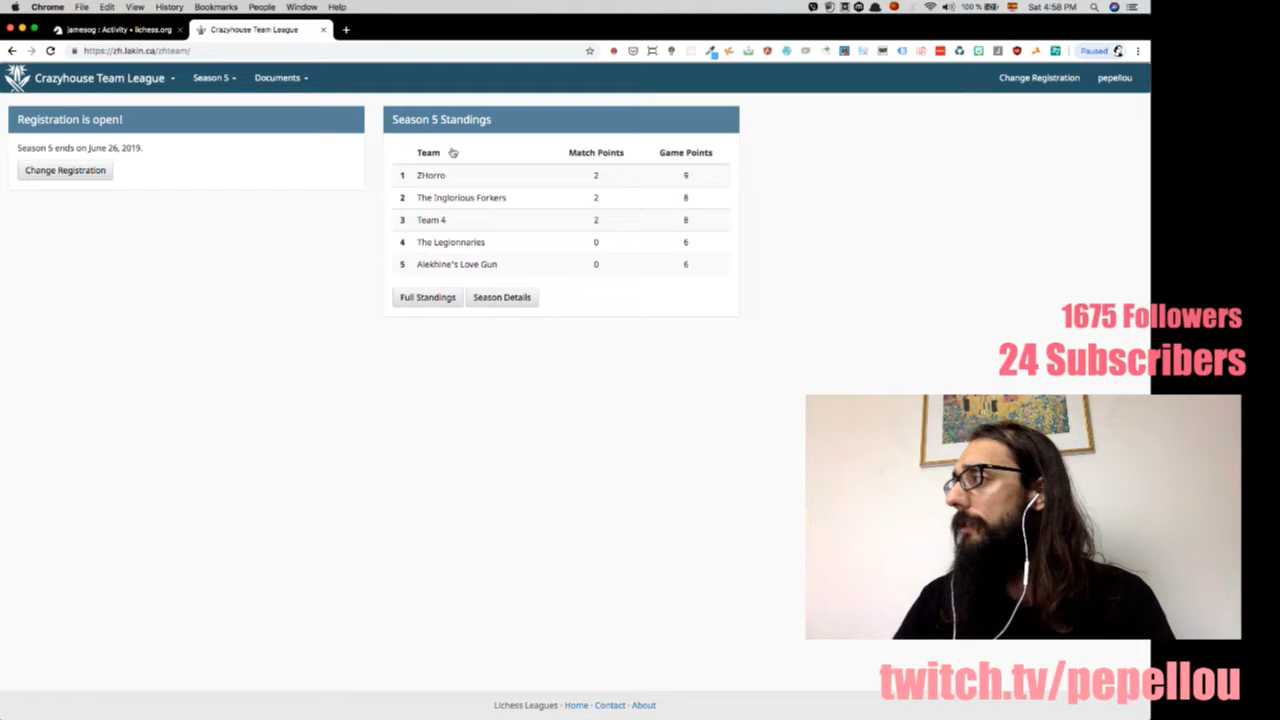 Chrome File Edit View History Bookmarks People Window Help 100 % Sat 4:58 PM
jamesog : Activity • lichess.org Crazyhouse Team League
https://zh.lakin.ca/zhteam/ Paused
Crazyhouse Team League Season 5 Documents Change Registration pepellou
Registration is open!
Season 5 ends on June 26, 2019.
Change Registration
Season 5 Standings
Team Match Points Game Points
1 ZHorro 2 9
2 The Inglorious Forkers 2 8
3 Team 4 2 8
4 The Legionnaries 0 6
5 Alekhine"s Love Gun 0 6
Full Standings Season Details
1675 Followers
24 Subscribers
twitch.tv/pepellou
Lichess Leagues · Home · Contact · About